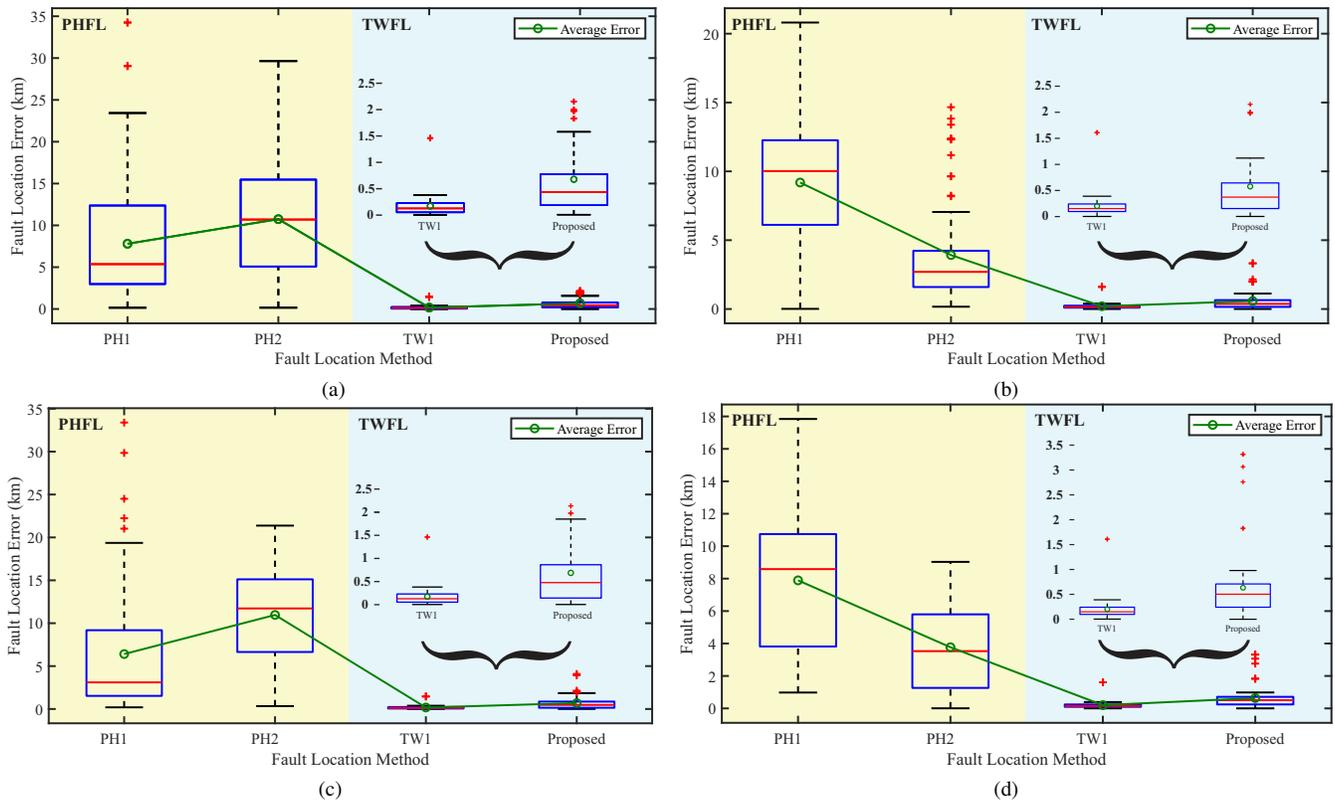 PHFL
TWFL
Average Error
Fault Location Error (km)
35
30
25
20
15
10
5
0
2.5
2
1.5
1
0.5
0
TW1
Proposed
PH1
PH2
TW1
Proposed
Fault Location Method
(a)
PHFL
TWFL
Average Error
Fault Location Error (km)
20
15
10
5
0
2.5
2
1.5
1
0.5
0
TW1
Proposed
PH1
PH2
TW1
Proposed
Fault Location Method
(b)
PHFL
TWFL
Average Error
Fault Location Error (km)
35
30
25
20
15
10
5
0
2.5
2
1.5
1
0.5
0
TW1
Proposed
PH1
PH2
TW1
Proposed
Fault Location Method
(c)
PHFL
TWFL
Average Error
Fault Location Error (km)
18
16
14
12
10
8
6
4
2
0
3.5
3
2.5
2
1.5
1
0.5
0
TW1
Proposed
PH1
PH2
TW1
Proposed
Fault Location Method
(d)